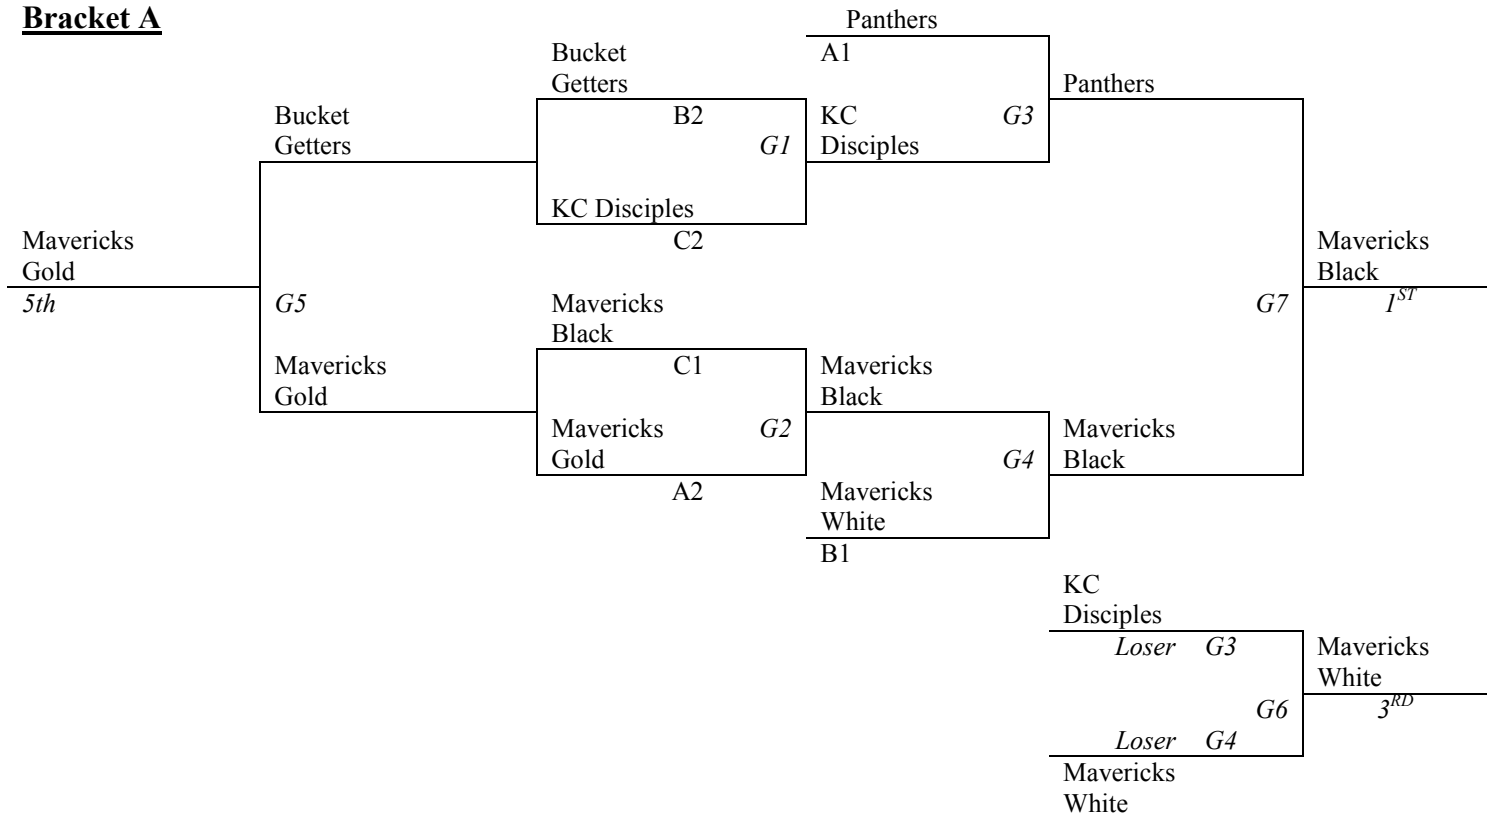 Bracket A
Panthers
A1
Bucket
Getters
B2
Panthers
Bucket
Getters
G1
KC
Disciples
G3
KC Disciples
C2
Mavericks
Gold
5th
G5
Mavericks
Black
C1
Mavericks
Black
1ST
G7
Mavericks
Gold
Mavericks
Black
Mavericks
Gold
A2
G2
G4
Mavericks
Black
Mavericks
White
B1
KC
Disciples
Loser G3
Mavericks
White
3RD
G6
Loser G4
Mavericks
White